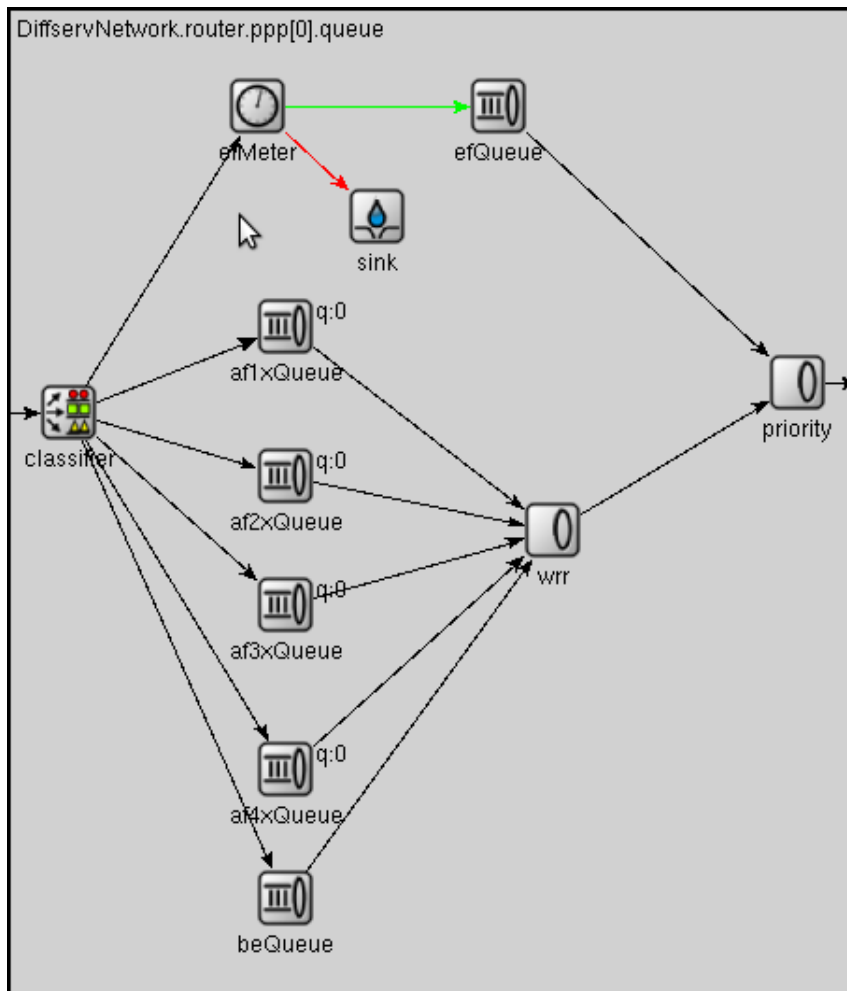 DiffservNetwork.router.ppp[0].queue
efMeter
efQueue
sink
q:0
af1xQueue
priority
classifier
q:0
af2xQueue
wrr
q:0
af3xQueue
q:0
af4xQueue
beQueue